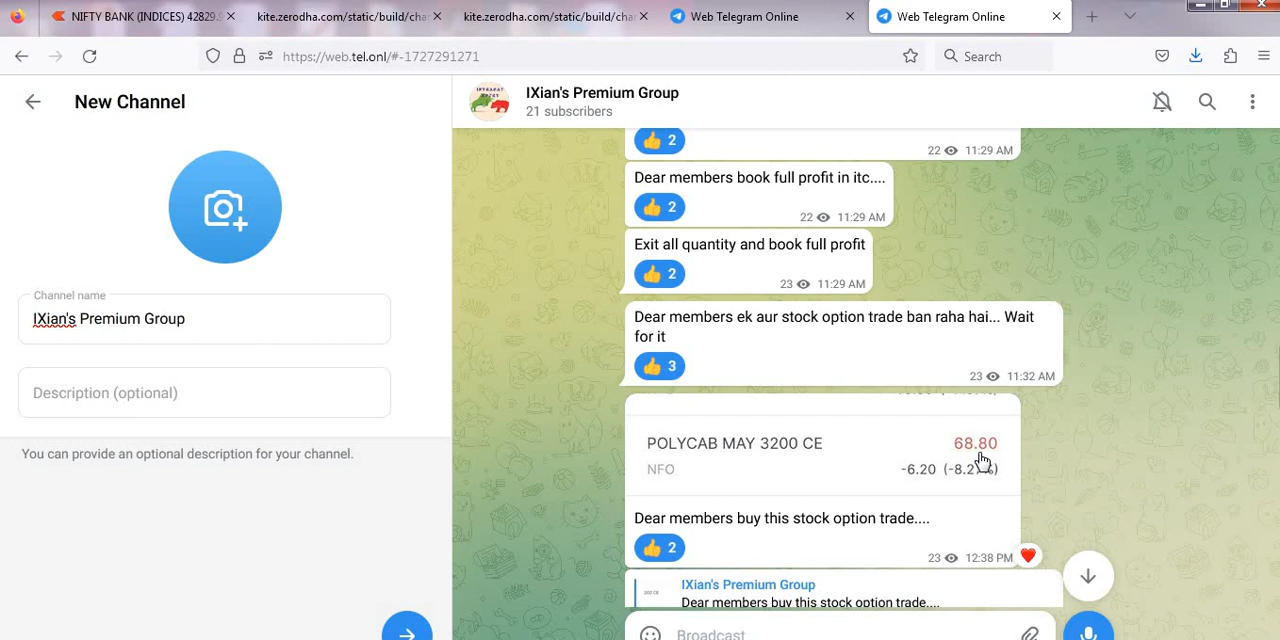 NIFTY BANK (INDICES) 42829.9
kite.zerodha.com/static/build/cha
kite.zerodha.com/static/build/cha
Web Telegram Online
Web Telegram Online
https://web.tel.onl/#-1727291271
Search
New Channel
Channel name
IXian's Premium Group
Description (optional)
You can provide an optional description for your channel.
IXian's Premium Group
21 subscribers
2
22 11:29 AM
Dear members book full profit in itc....
2
22 11:29 AM
Exit all quantity and book full profit
2
23 11:29 AM
Dear members ek aur stock option trade ban raha hai... Wait
for it
3
23 11:32 AM
POLYCAB MAY 3200 CE 68.80
NFO -6.20
Dear members buy this stock option trade....
2
23 12:38 PM
IXian's Premium Group
Dear members buy this stock option trade....
Broadcast